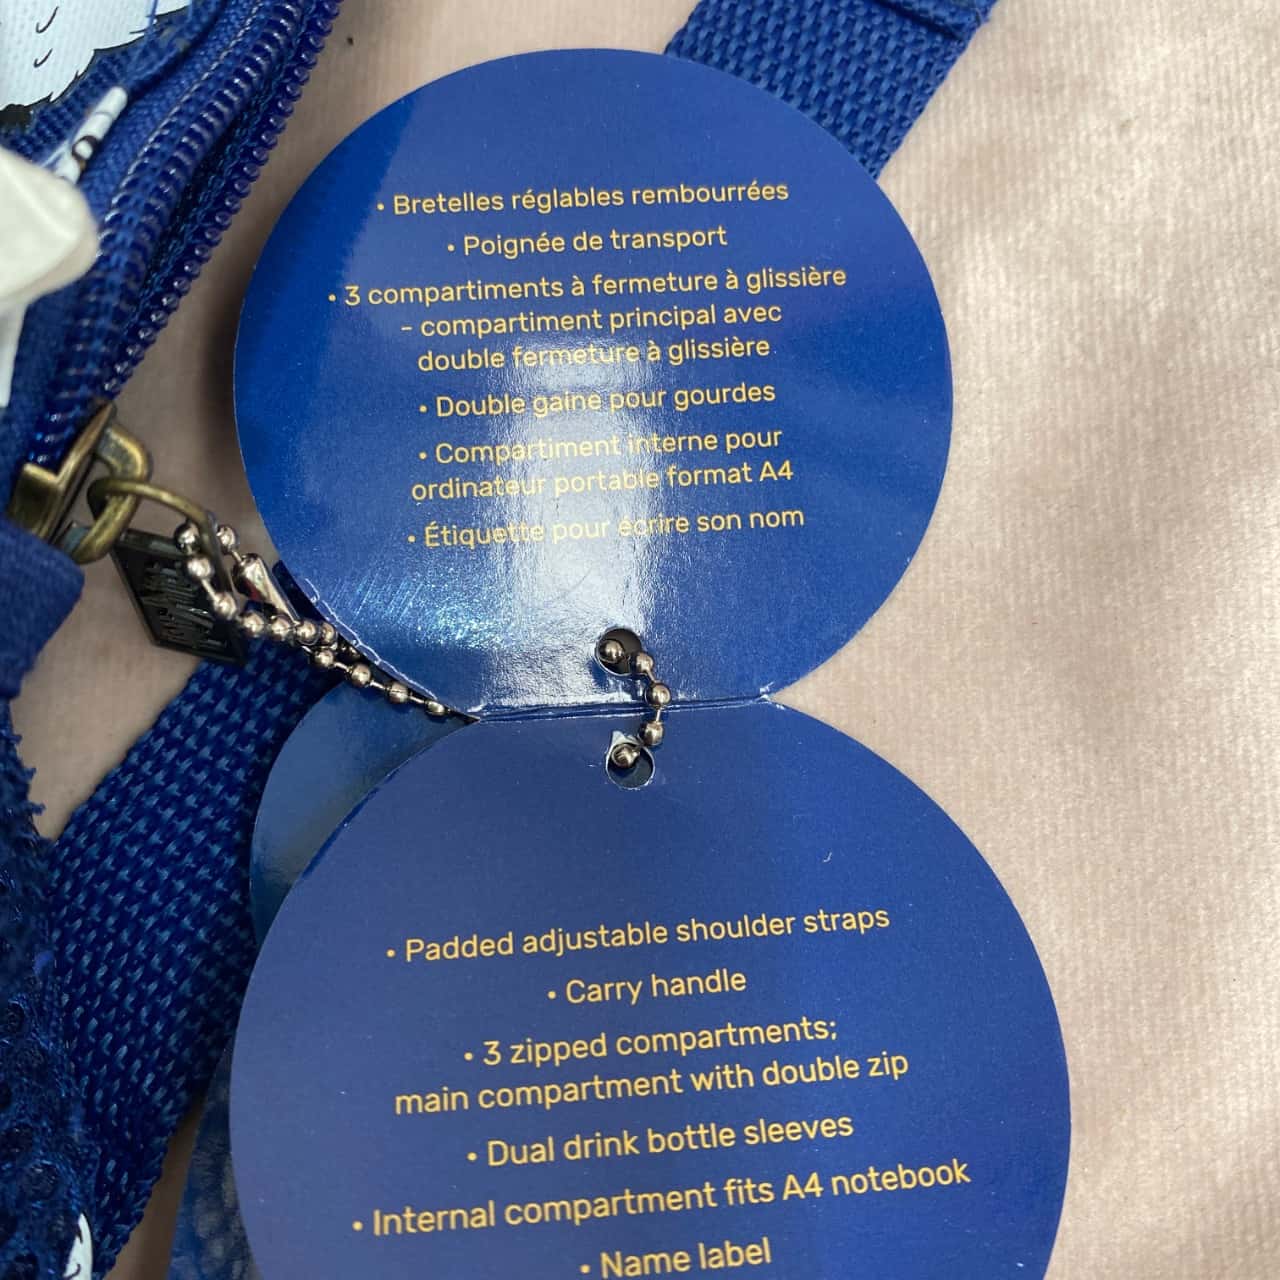 • Bretelles réglables rembourrées
• Poignée de transport
• 3 compartiments à fermeture à glissière
- compartiment principal avec
double fermeture à glissière
• Double gaine pour gourdes
• Compartiment interne pour
ordinateur portable format A4
• Étiquette pour écrire son nom
• Padded adjustable shoulder straps
• Carry handle
• 3 zipped compartments;
main compartment with double zip
• Dual drink bottle sleeves
• Internal compartment fits A4 notebook
• Name label